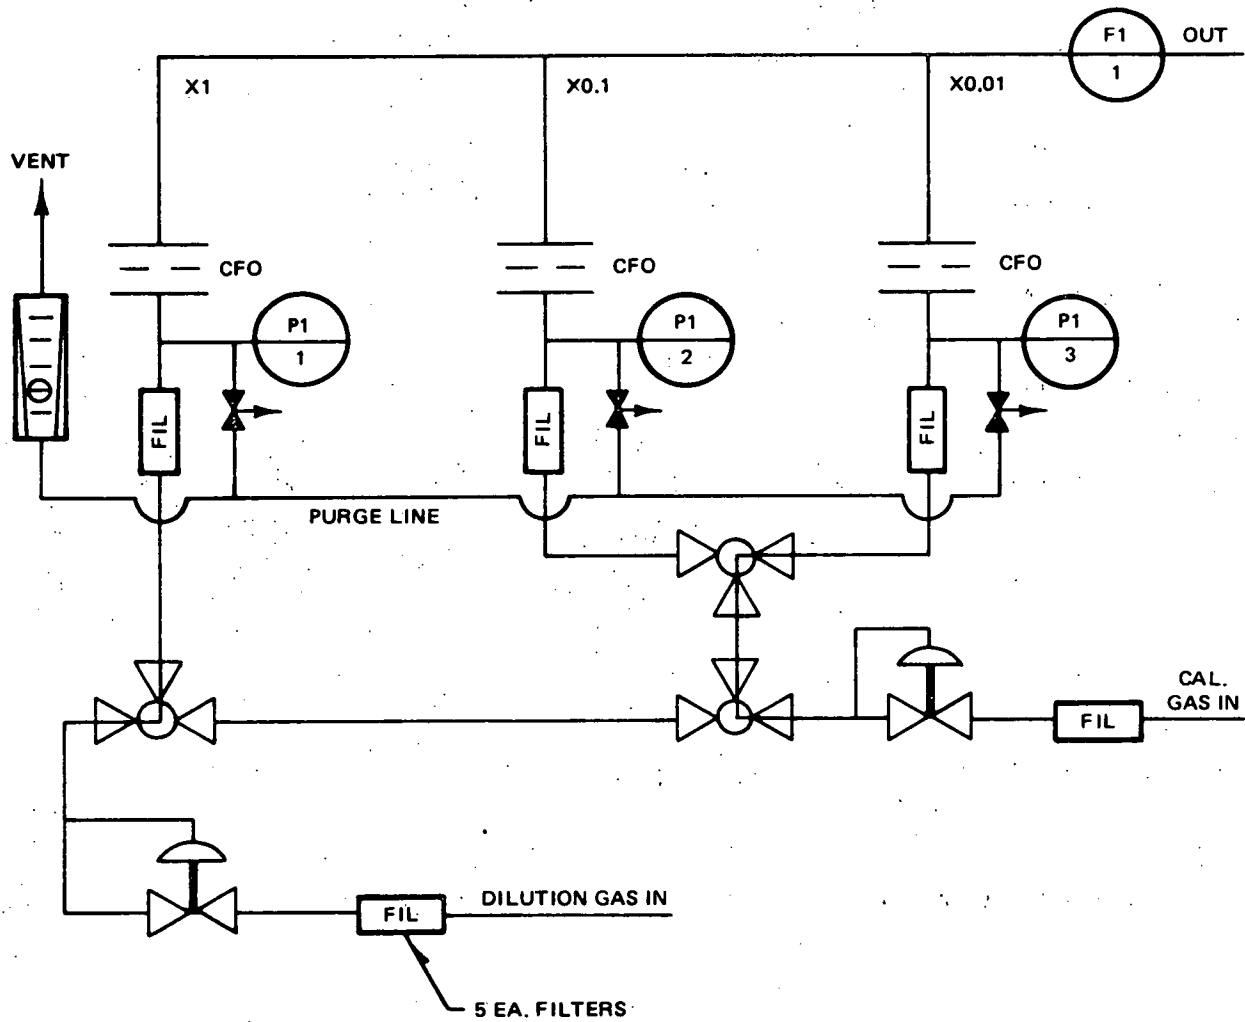 F1
OUT
1
X1
X0.1
X0.01
VENT
CFO
CFO
CFO
P1
1
P1
2
P1
3
FIL
FIL
FIL
PURGE LINE
CAL.
GAS IN
FIL
DILUTION GAS IN
FIL
5 EA. FILTERS